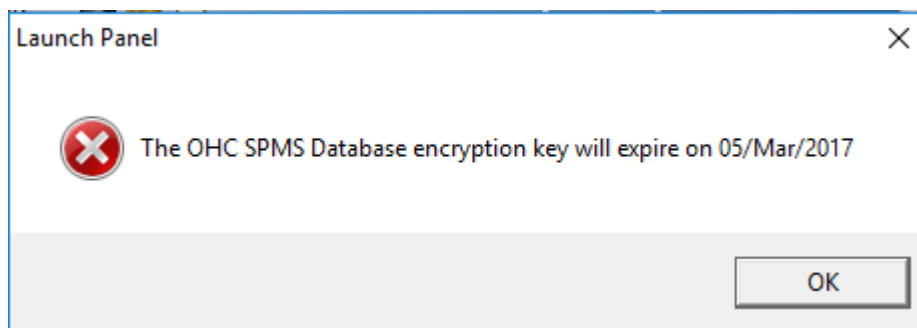 Launch Panel
The OHC SPMS Database encryption key will expire on 05/Mar/2017
OK